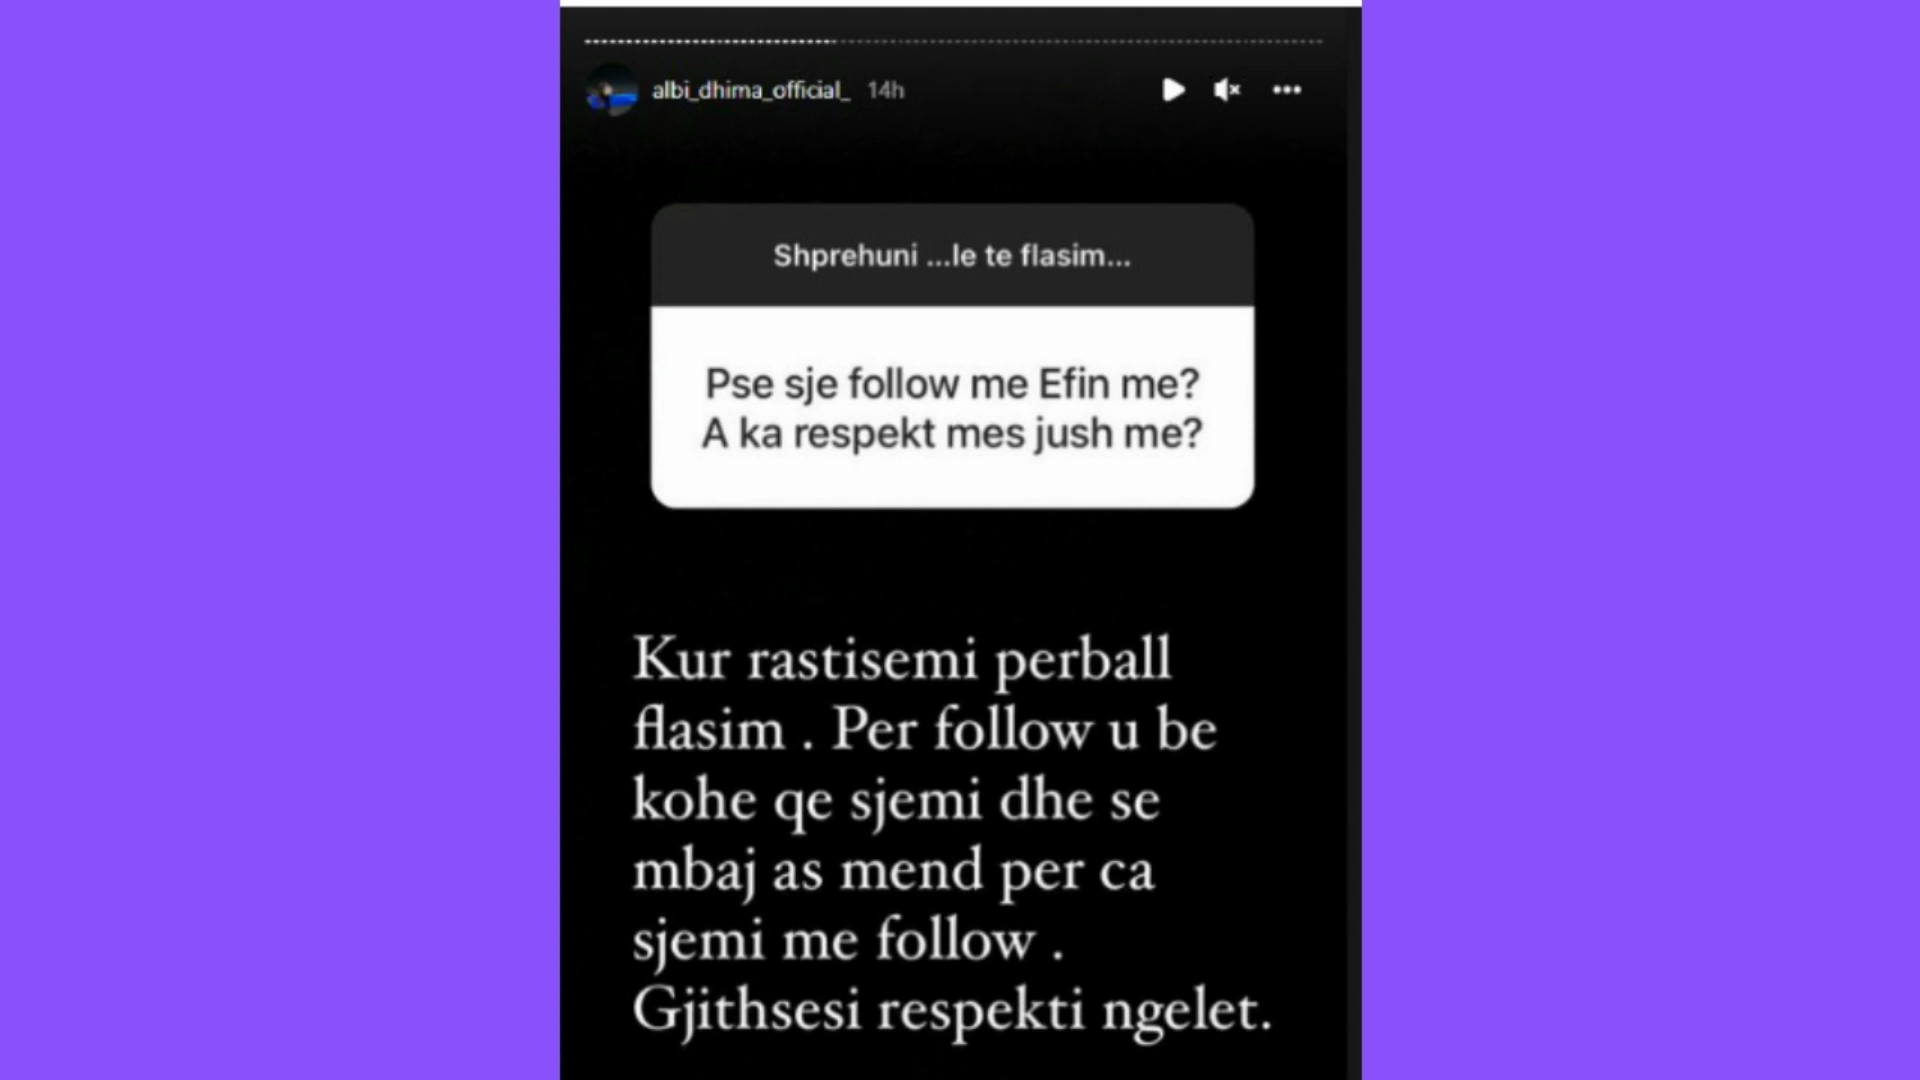 albi_dhima_official_ 14h
Shprehuni ...le te flasim...
Pse sje follow me Efin me?
A ka respekt mes jush me?
Kur rastisemi perball
flasim . Per follow u be
kohe qe sjemi dhe se
mbaj as mend per ca
sjemi me follow .
Gjithsesi respekti ngelet.